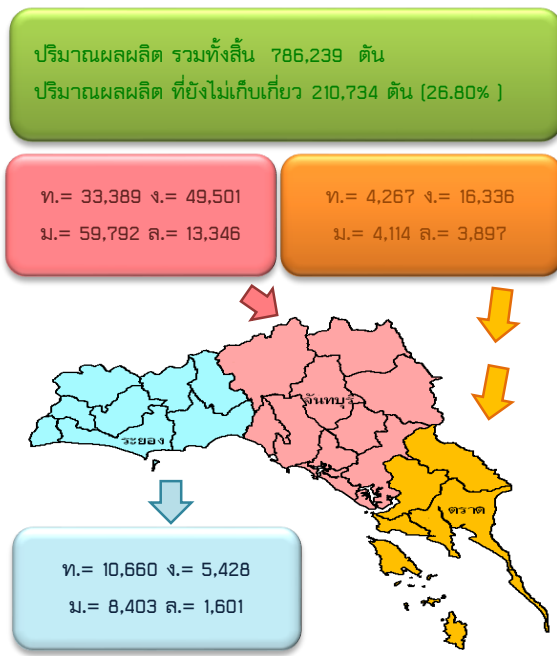 ปริมาณผลผลิต รวมทั้งสิ้น 786,239 ตัน
ปริมาณผลผลิต ที่ยังไม่เก็บเกี่ยว 210,734 ตัน (26.80% )
ท.= 33,389 ง.= 49,501
ม.= 59,792 ล.= 13,346
ท.= 4,267 ง.= 16,336
ม.= 4,114 ล.= 3,897
จันทบุรี
ระยอง
ตราด
ท.= 10,660 ง.= 5,428
ม.= 8,403 ล.= 1,601